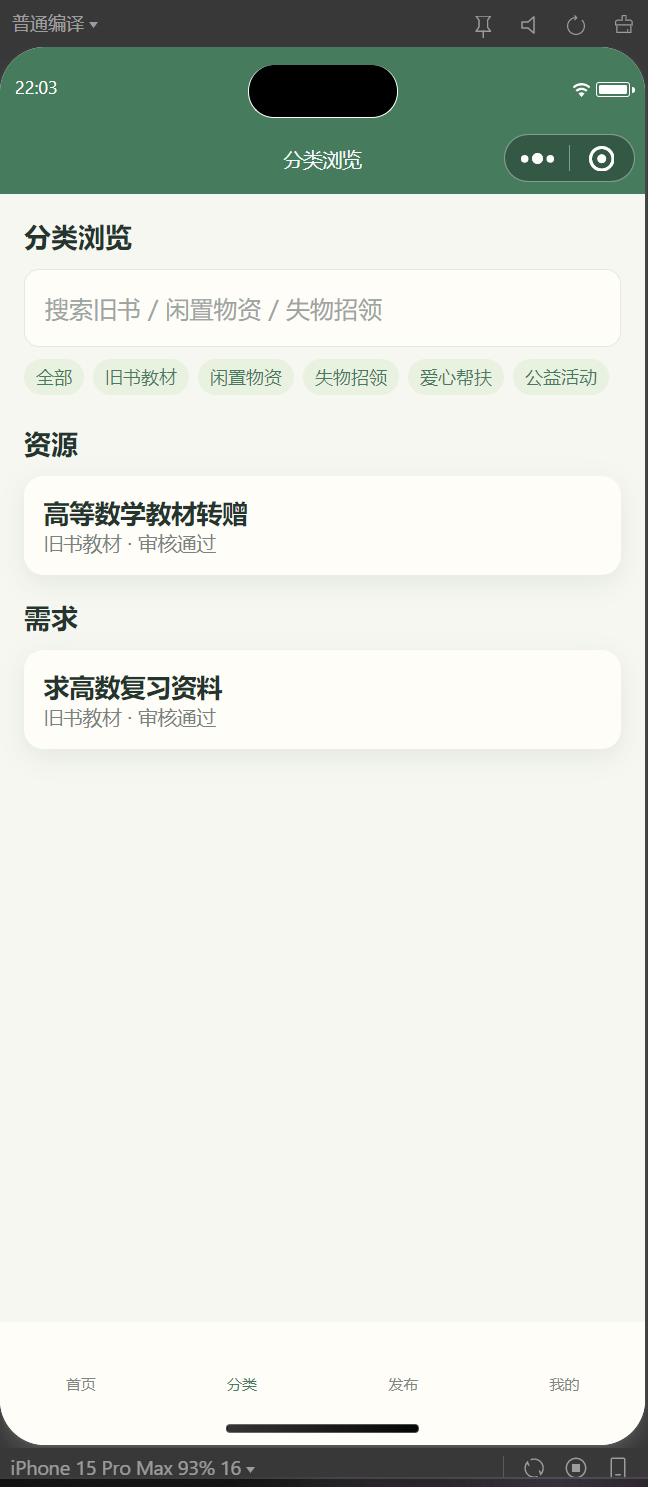 普通编译
22:03
分类浏览
分类浏览
搜索旧书 / 闲置物资 / 失物招领
全部 旧书教材 闲置物资 失物招领 爱心帮扶 公益活动
资源
高等数学教材转赠
旧书教材 · 审核通过
需求
求高数复习资料
旧书教材 · 审核通过
首页 分类 发布 我的
iPhone 15 Pro Max 93% 16